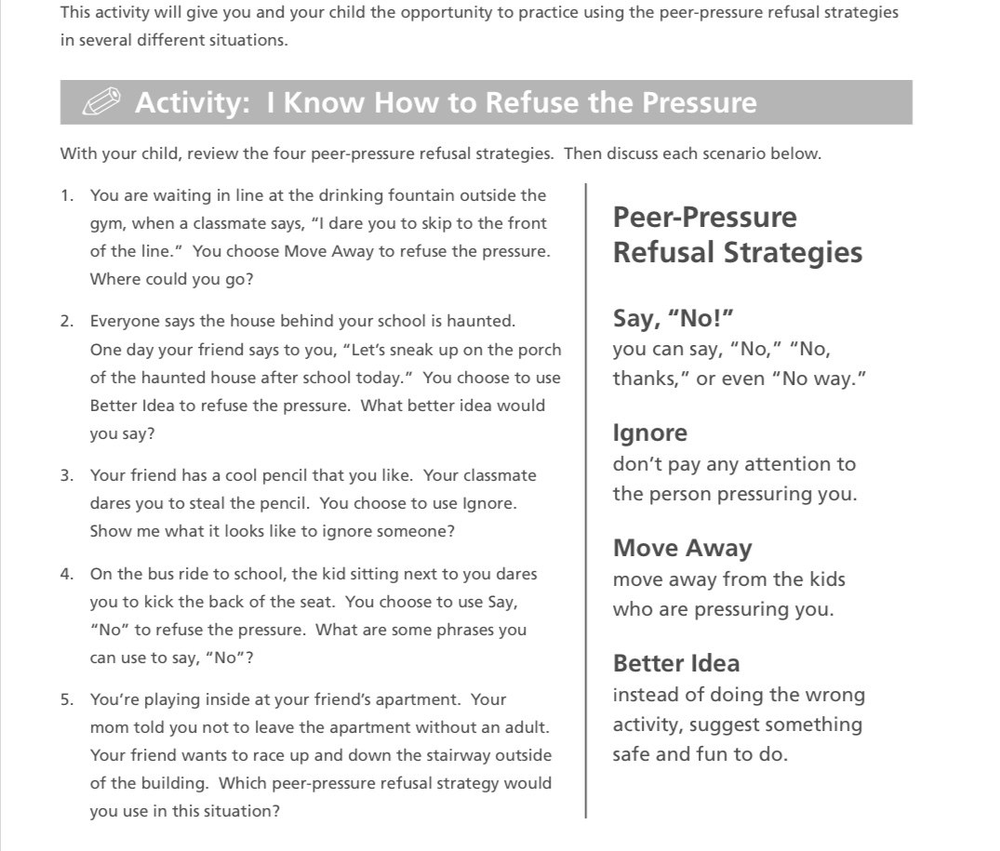 This activity will give you and your child the opportunity to practice using the peer-pressure refusal strategies
in several different situations.
Activity:  I Know How to Refuse the Pressure
With your child, review the four peer-pressure refusal strategies.  Then discuss each scenario below.
1.   You are waiting in line at the drinking fountain outside the
gym, when a classmate says, “I dare you to skip to the front
of the line.”  You choose Move Away to refuse the pressure.
Where could you go?
2.   Everyone says the house behind your school is haunted.
One day your friend says to you, “Let’s sneak up on the porch
of the haunted house after school today.”  You choose to use
Better Idea to refuse the pressure.  What better idea would
you say?
3.   Your friend has a cool pencil that you like.  Your classmate
dares you to steal the pencil.  You choose to use Ignore.
Show me what it looks like to ignore someone?
4.   On the bus ride to school, the kid sitting next to you dares
you to kick the back of the seat.  You choose to use Say,
“No” to refuse the pressure.  What are some phrases you
can use to say, “No”?
5.   You’re playing inside at your friend’s apartment.  Your
mom told you not to leave the apartment without an adult.
Your friend wants to race up and down the stairway outside
of the building.  Which peer-pressure refusal strategy would
you use in this situation?
Peer-Pressure
Refusal Strategies
Say, “No!”
you can say, “No,” “No,
thanks,” or even “No way.”
Ignore
don’t pay any attention to
the person pressuring you.
Move Away
move away from the kids
who are pressuring you.
Better Idea
instead of doing the wrong
activity, suggest something
safe and fun to do.